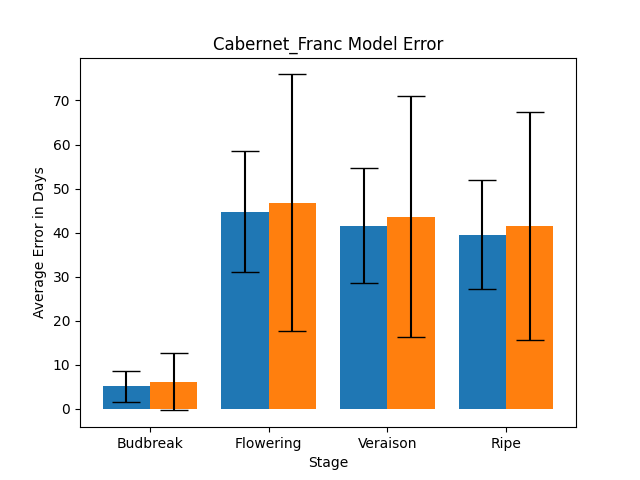 Cabernet_Franc Model Error
Average Error in Days
70
60
50
40
30
20
10
0
Budbreak Flowering Veraison Ripe
Stage